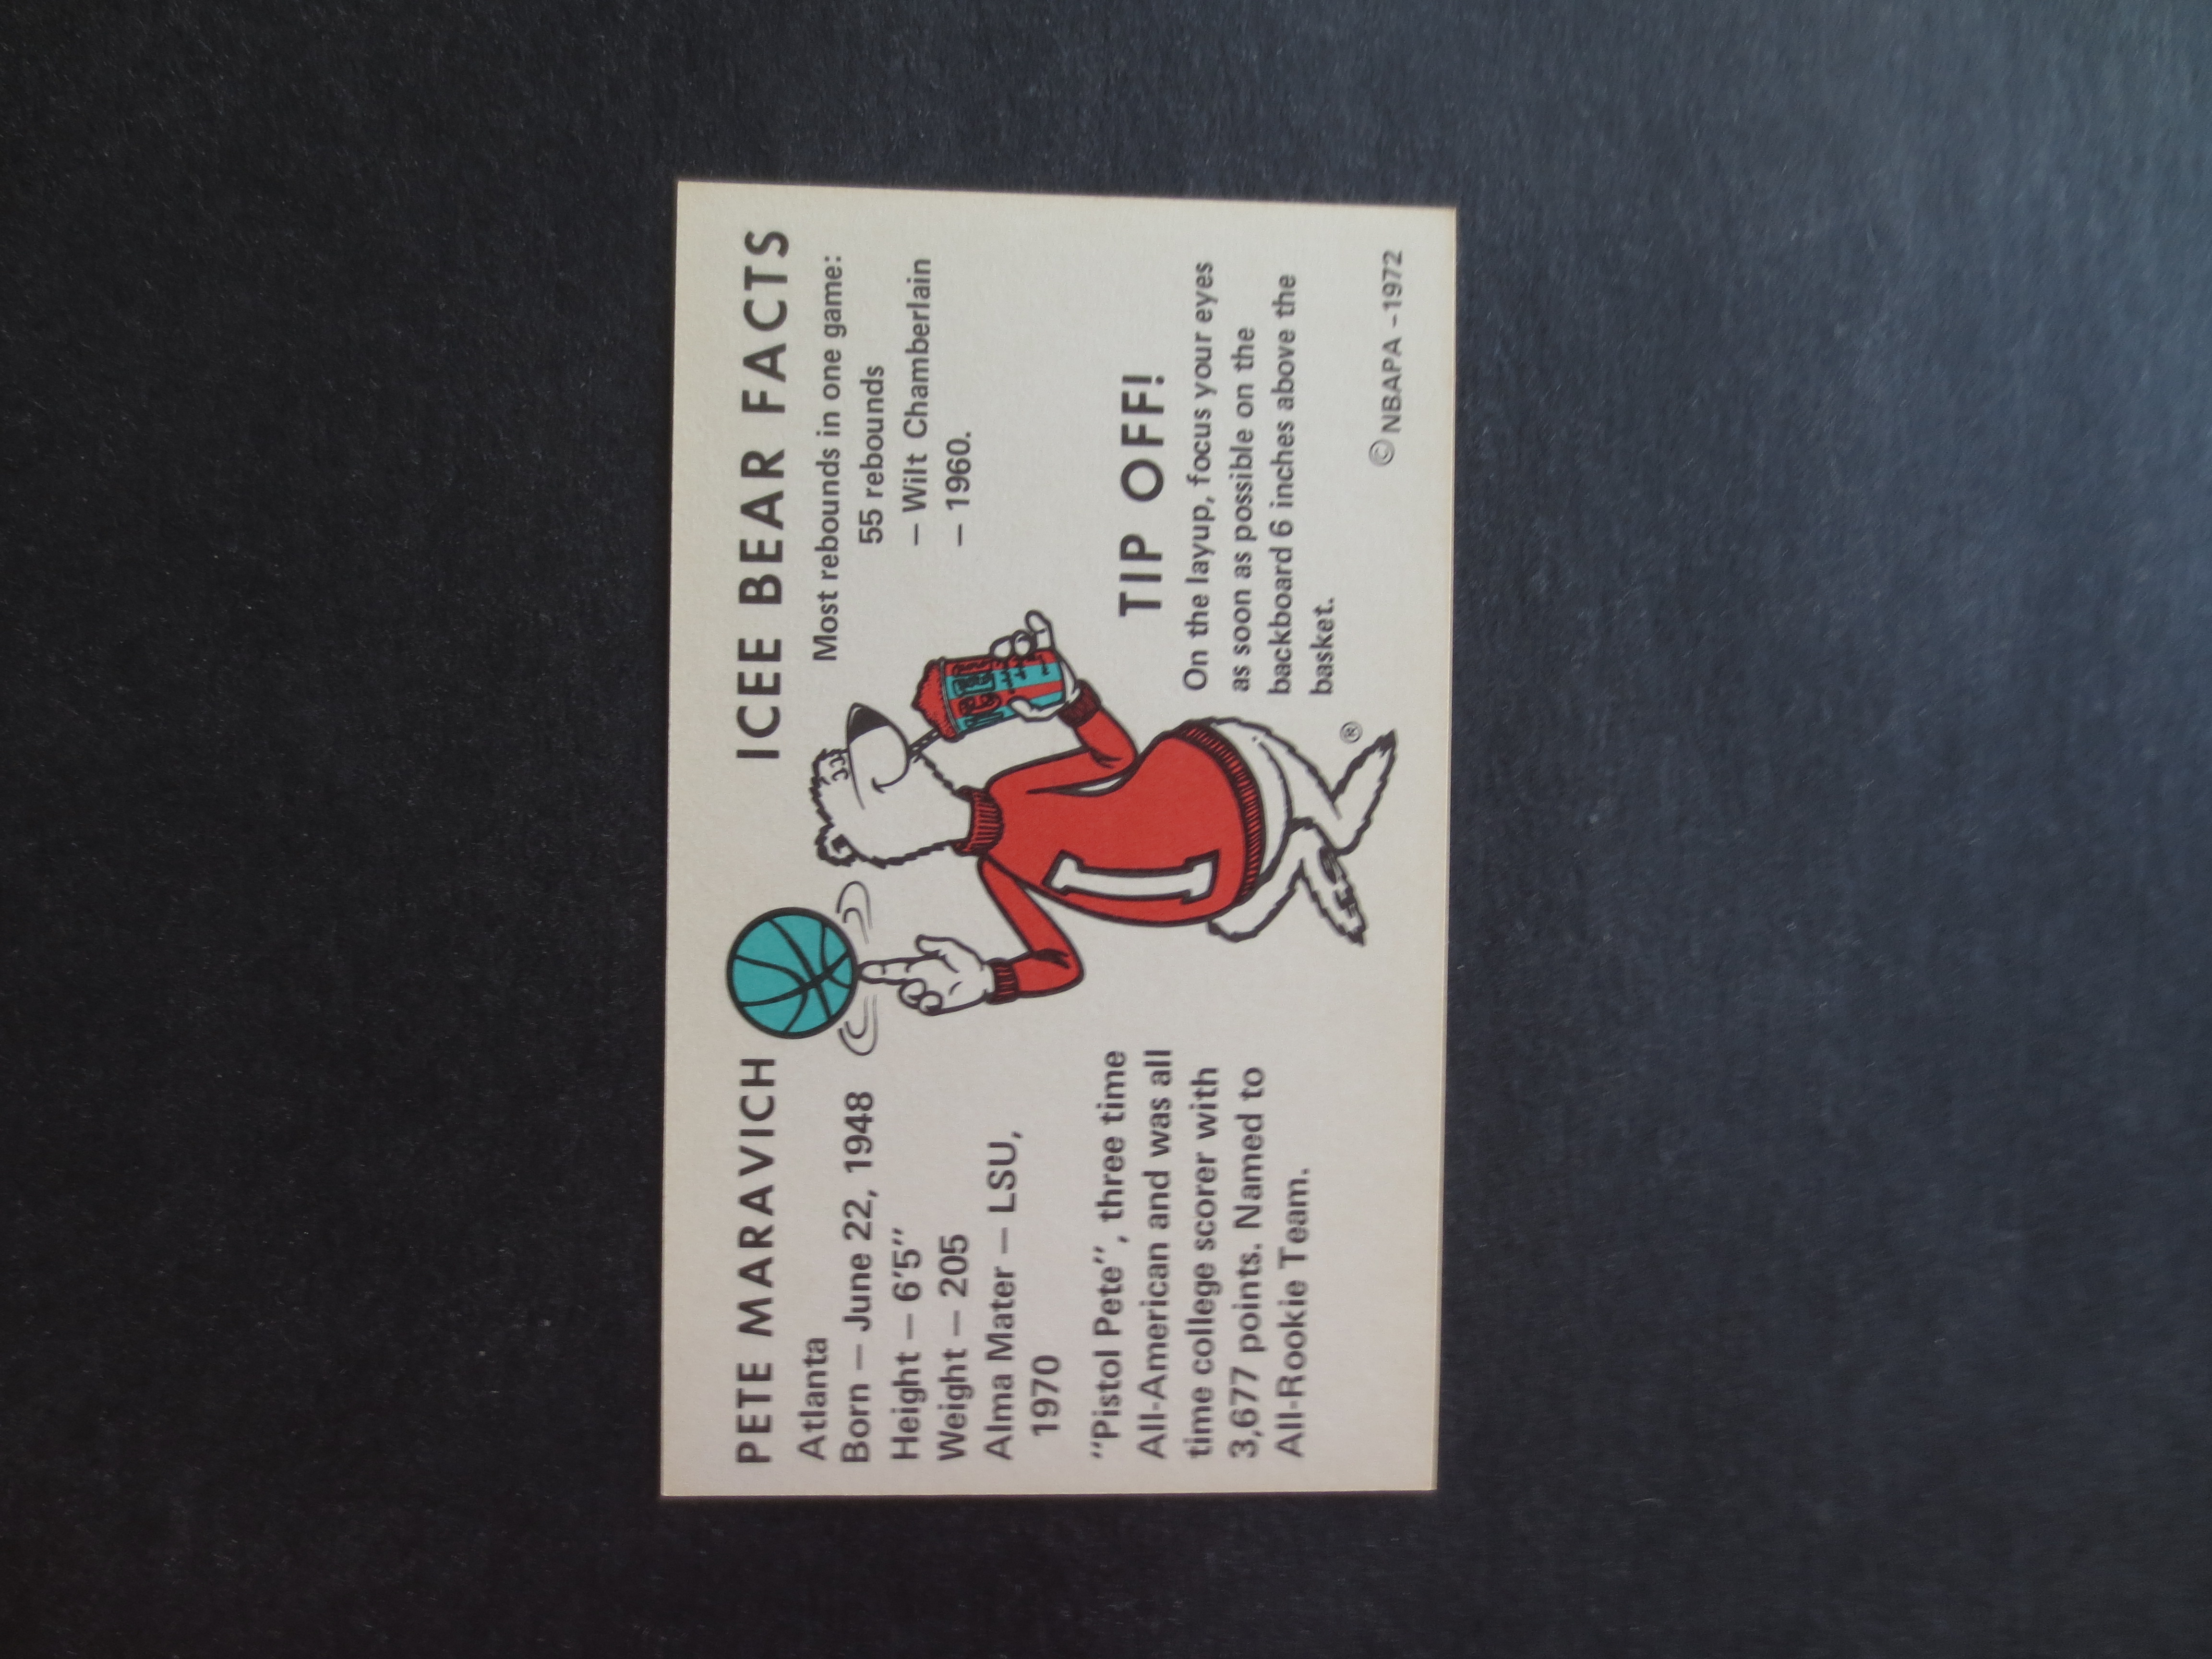 PETE MARAVICH
Atlanta
Born — June 22, 1948
Height — 6'5"
Weight — 205
Alma Mater — LSU,
1970
"Pistol Pete", three time
All-American and was all
time college scorer with
3,677 points. Named to
All-Rookie Team.
ICEE BEAR FACTS
Most rebounds in one game:
55 rebounds
— Wilt Chamberlain
— 1960.
TIP OFF!
On the layup, focus your eyes
as soon as possible on the
backboard 6 inches above the
basket.
®
© NBAPA -1972